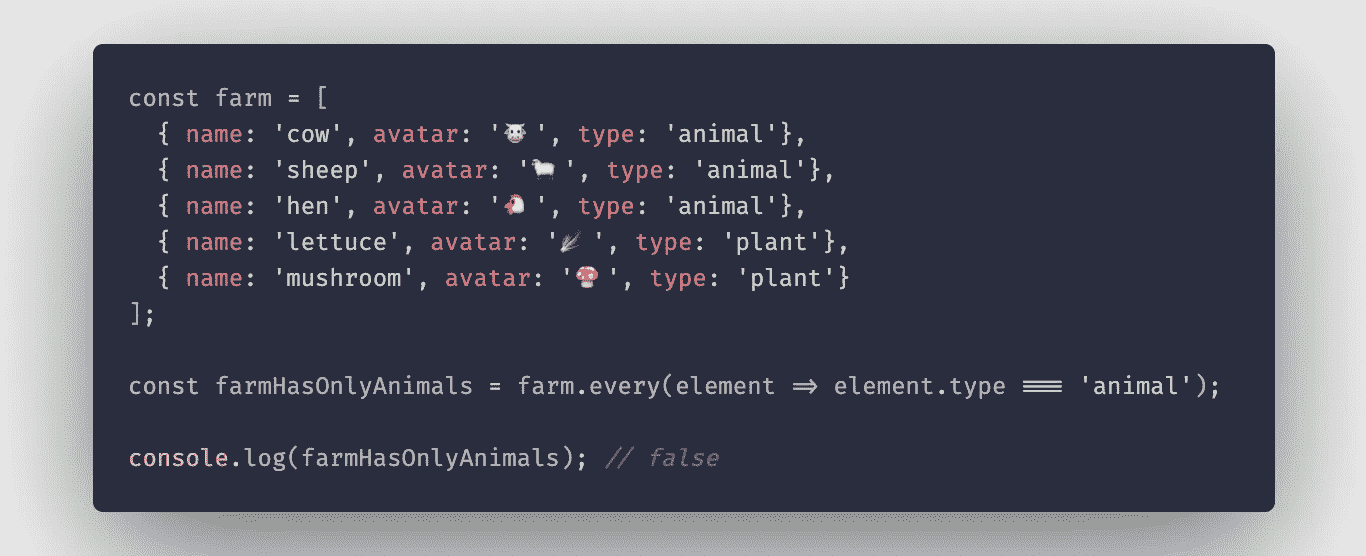 const farm = [
  { name: 'cow', avatar: '🐮', type: 'animal'},
  { name: 'sheep', avatar: '🐑', type: 'animal'},
  { name: 'hen', avatar: '🐔', type: 'animal'},
  { name: 'lettuce', avatar: '🌿', type: 'plant'},
  { name: 'mushroom', avatar: '🍄', type: 'plant'}
];
const farmHasOnlyAnimals = farm.every(element => element.type === 'animal');
console.log(farmHasOnlyAnimals); // false